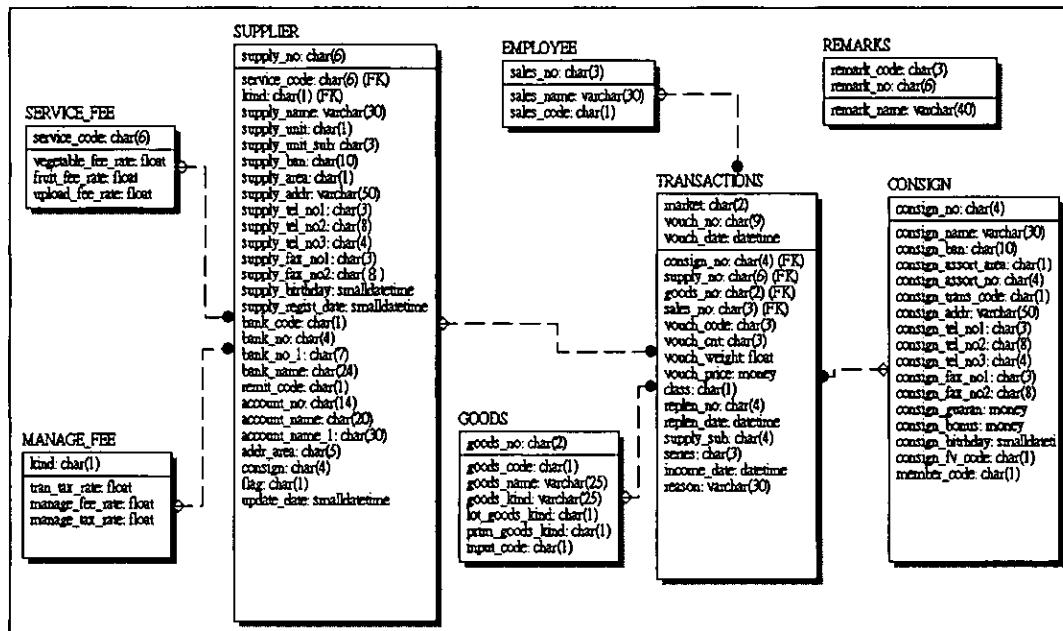 SUPPLIER
supply_no: char(6)
service_code: char(6) (FK)
kind: char(1) (FK)
supply_name: varchar(30)
supply_unit: char(1)
supply_unit_sub: char(3)
supply_ban: char(10)
supply_area: char(1)
supply_addr: varchar(50)
supply_tel_no1: char(3)
supply_tel_no2: char(8)
supply_tel_no3: char(4)
supply_fax_no1: char(3)
supply_fax_no2: char(8)
supply_birthday: smalldatetime
supply_regist_date: smalldatetime
bank_code: char(1)
bank_no: char(4)
bank_no_1: char(7)
bank_name: char(24)
remit_code: char(1)
account_no: char(14)
account_name: char(20)
account_name_1: char(30)
addr_area: char(5)
consign: char(4)
flag: char(1)
update_date: smalldatetime
SERVICE_FEE
service_code: char(6)
vegetable_fee_rate: float
fruit_fee_rate: float
upload_fee_rate: float
MANAGE_FEE
kind: char(1)
tran_tax_rate: float
manage_fee_rate: float
manage_tax_rate: float
EMPLOYEE
sales_no: char(3)
sales_name: varchar(30)
sales_code: char(1)
REMARKS
remark_code: char(3)
remark_no: char(6)
remark_name: varchar(40)
TRANSACTIONS
market: char(2)
vouch_no: char(9)
vouch_date: datetime
consign_no: char(4) (FK)
supply_no: char(6) (FK)
goods_no: char(2) (FK)
sales_no: char(3) (FK)
vouch_code: char(3)
vouch_cnt: char(3)
vouch_weight: float
vouch_price: money
class: char(1)
replen_no: char(4)
replen_date: datetime
supply_sub: char(4)
series: char(3)
income_date: datetime
reason: varchar(30)
GOODS
goods_no: char(2)
goods_code: char(1)
goods_name: varchar(25)
goods_kind: varchar(25)
lot_goods_kind: char(1)
prim_goods_kind: char(1)
input_code: char(1)
CONSIGN
consign_no: char(4)
consign_name: varchar(30)
consign_ban: char(10)
consign_assort_area: char(1)
consign_assort_no: char(4)
consign_trans_code: char(1)
consign_addr: varchar(50)
consign_tel_no1: char(3)
consign_tel_no2: char(8)
consign_tel_no3: char(4)
consign_fax_no1: char(3)
consign_fax_no2: char(8)
consign_guaran: money
consign_bonus: money
consign_birthday: smalldateti
consign_fv_code: char(1)
member_code: char(1)